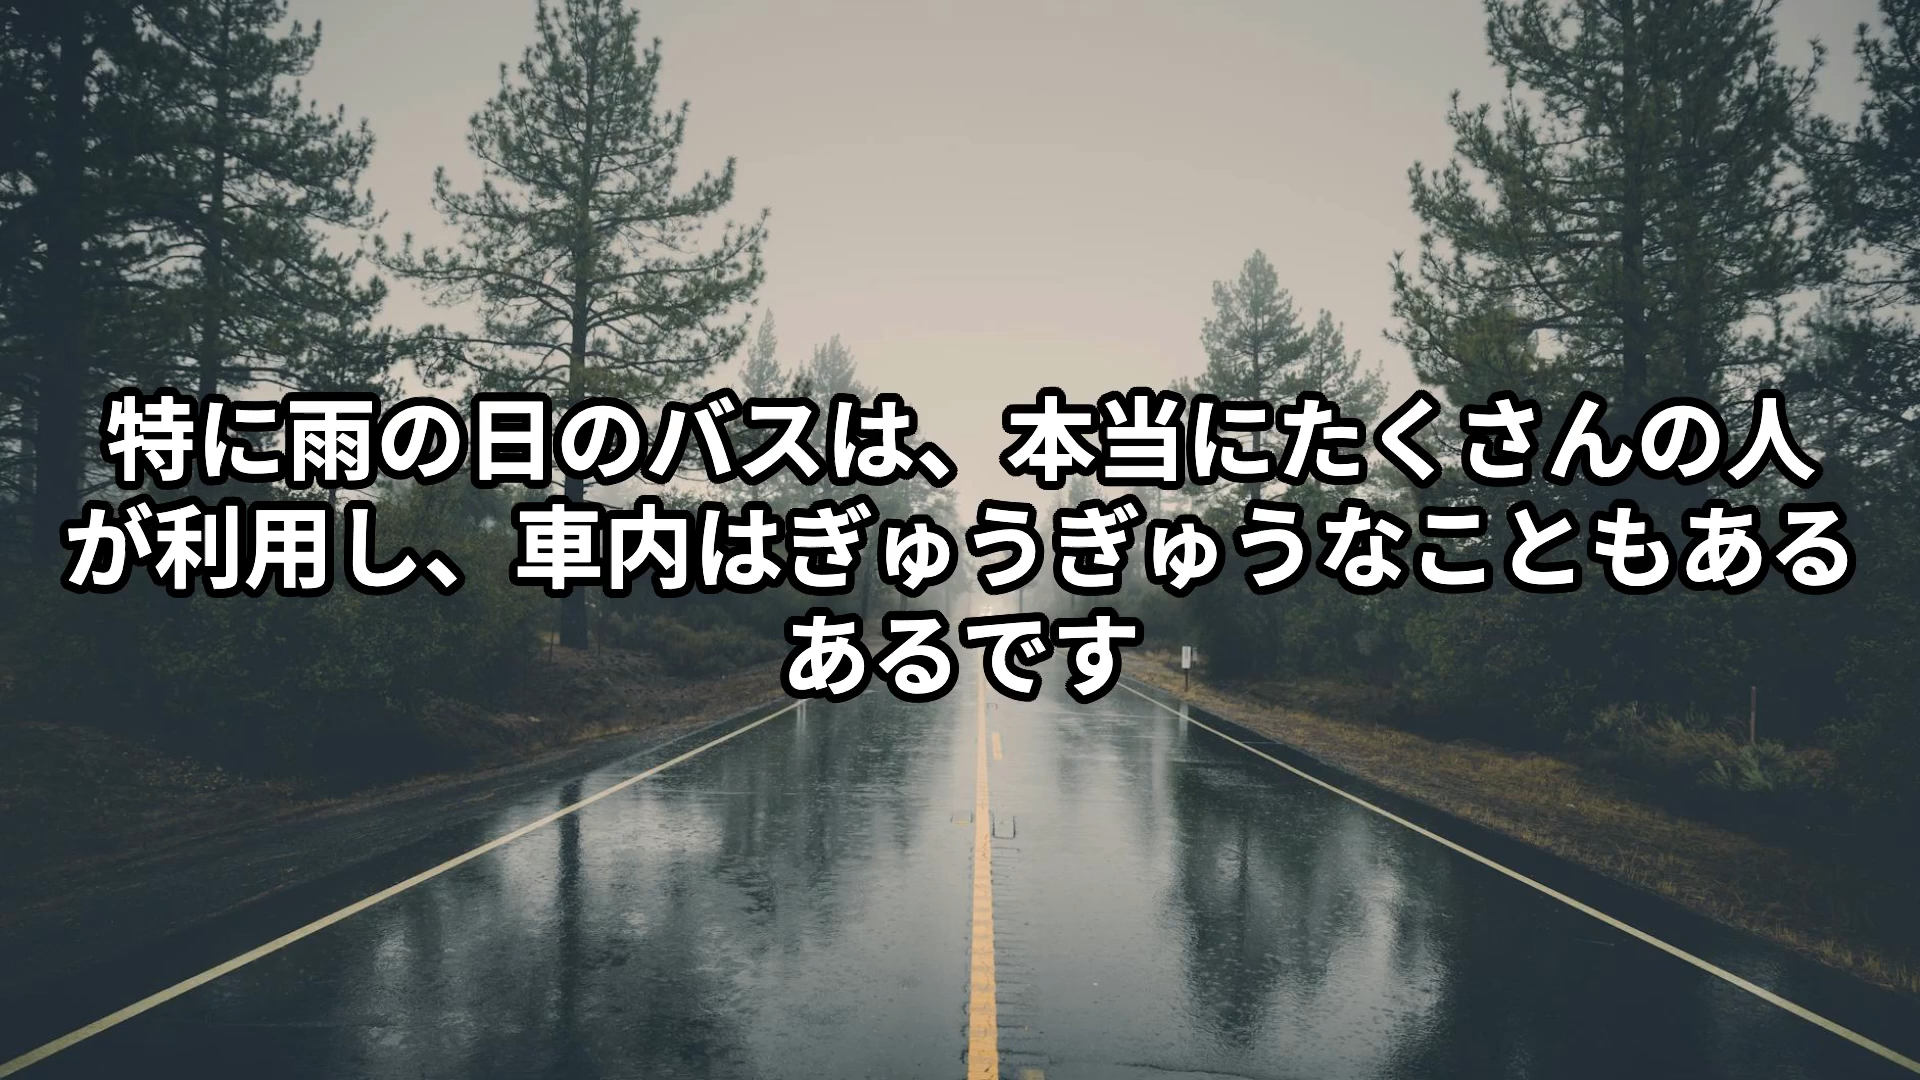 特に雨の日のバスは、本当にたくさんの人
が利用し、車内はぎゅうぎゅうなこともある
あるです